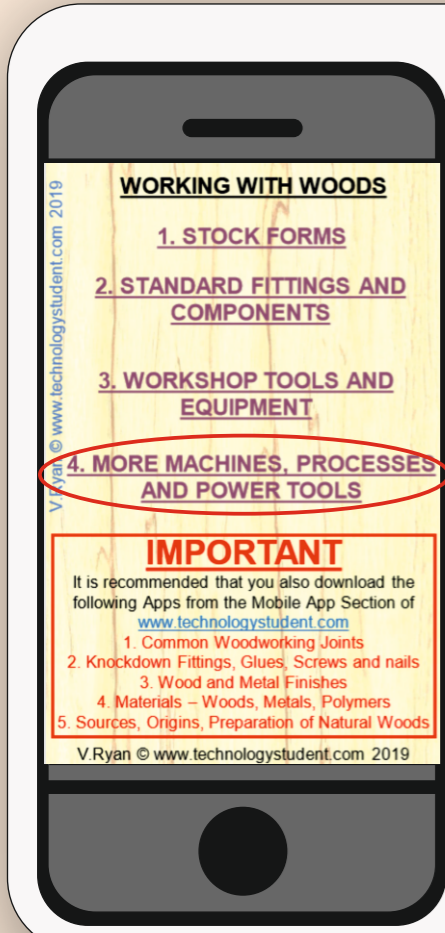 WORKING WITH WOODS
1. STOCK FORMS
2. STANDARD FITTINGS AND
COMPONENTS
3. WORKSHOP TOOLS AND
EQUIPMENT
4. MORE MACHINES, PROCESSES
AND POWER TOOLS
V.Ryan © www.technologystudent.com 2019
IMPORTANT
It is recommended that you also download the
following Apps from the Mobile App Section of
www.technologystudent.com
1. Common Woodworking Joints
2. Knockdown Fittings, Glues, Screws and nails
3. Wood and Metal Finishes
4. Materials – Woods, Metals, Polymers
5. Sources, Origins, Preparation of Natural Woods
V.Ryan © www.technologystudent.com 2019